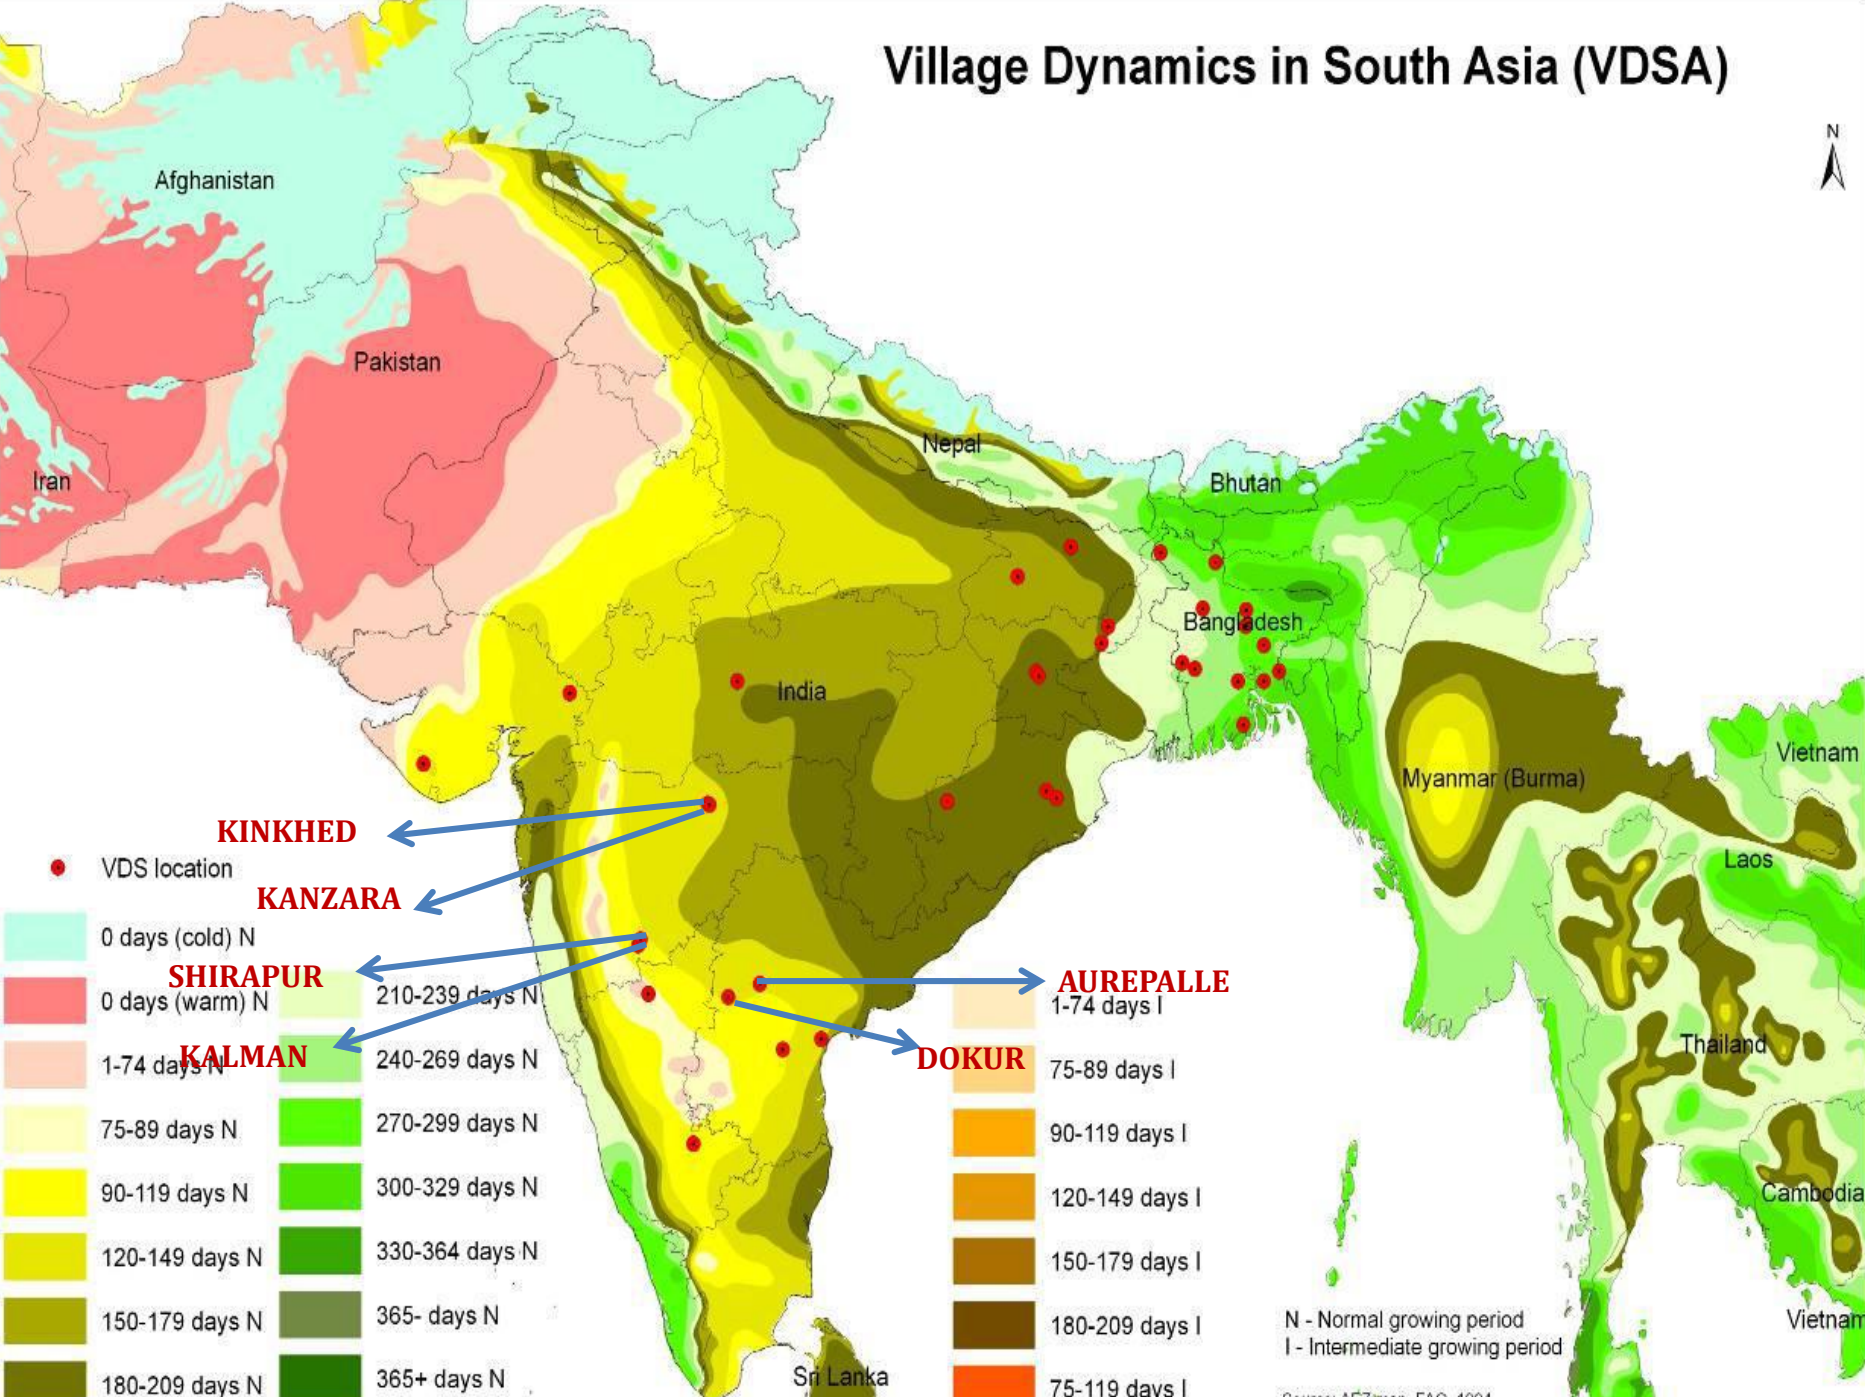 Village Dynamics in South Asia (VDSA)
N
Afghanistan
Pakistan
Iran
Nepal
Bhutan
Bangladesh
India
Myanmar (Burma)
Vietnam
Laos
Thailand
Cambodia
Vietnam
Sri Lanka
KINKHED
KANZARA
SHIRAPUR
KALMAN
AUREPALLE
DOKUR
VDS location
0 days (cold) N
0 days (warm) N
1-74 days N
75-89 days N
90-119 days N
120-149 days N
150-179 days N
180-209 days N
210-239 days N
240-269 days N
270-299 days N
300-329 days N
330-364 days N
365- days N
365+ days N
1-74 days I
75-89 days I
90-119 days I
120-149 days I
150-179 days I
180-209 days I
75-119 days I
N - Normal growing period
I - Intermediate growing period